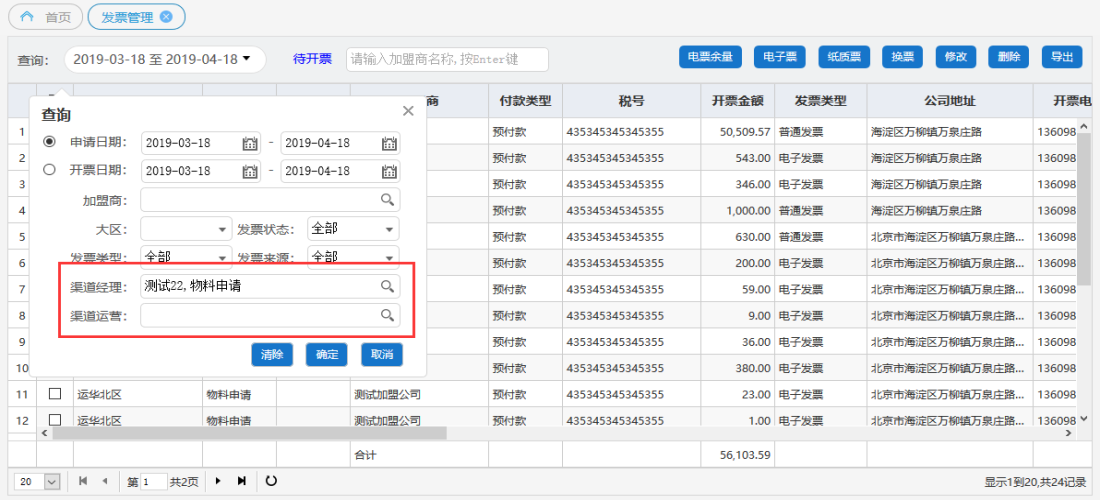 首页 发票管理
查询: 2019-03-18 至 2019-04-18 待开票 请输入加盟商名称,按Enter键 电票余量 电子票 纸质票 换票 修改 删除 导出
商 付款类型 税号 开票金额 发票类型 公司地址 开票电
查询
申请日期: 2019-03-18 - 2019-04-18
开票日期: 2019-03-18 - 2019-04-18
加盟商:
大区: 发票状态: 全部
发票类型: 全部 发票来源: 全部
渠道经理: 测试22,物料申请
渠道运营:
清除 确定 取消
1 预付款 435345345345355 50,509.57 普通发票 海淀区万柳镇万泉庄路 136098
2 预付款 435345345345355 543.00 电子发票 海淀区万柳镇万泉庄路 136098
3 预付款 435345345345355 346.00 电子发票 海淀区万柳镇万泉庄路 136098
4 预付款 435345345345355 1,000.00 普通发票 海淀区万柳镇万泉庄路 136098
5 预付款 435345345345355 630.00 普通发票 北京市海淀区万柳镇万泉庄路... 136098
6 预付款 435345345345355 200.00 电子发票 北京市海淀区万柳镇万泉庄路... 136098
7 预付款 435345345345355 59.00 电子发票 北京市海淀区万柳镇万泉庄路... 136098
8 预付款 435345345345355 9.00 电子发票 北京市海淀区万柳镇万泉庄路... 136098
9 预付款 435345345345355 36.00 电子发票 北京市海淀区万柳镇万泉庄路... 136098
10 预付款 435345345345355 380.00 电子发票 北京市海淀区万柳镇万泉庄路... 136098
11 运华北区 物料申请 测试加盟公司 预付款 435345345345355 23.00 电子发票 北京市海淀区万柳镇万泉庄路... 136098
12 运华北区 物料申请 测试加盟公司 预付款 435345345345355 1.00 电子发票 北京市海淀区万柳镇万泉庄路... 136098
合计 56,103.59
20 第 1 共2页 显示1到20,共24记录